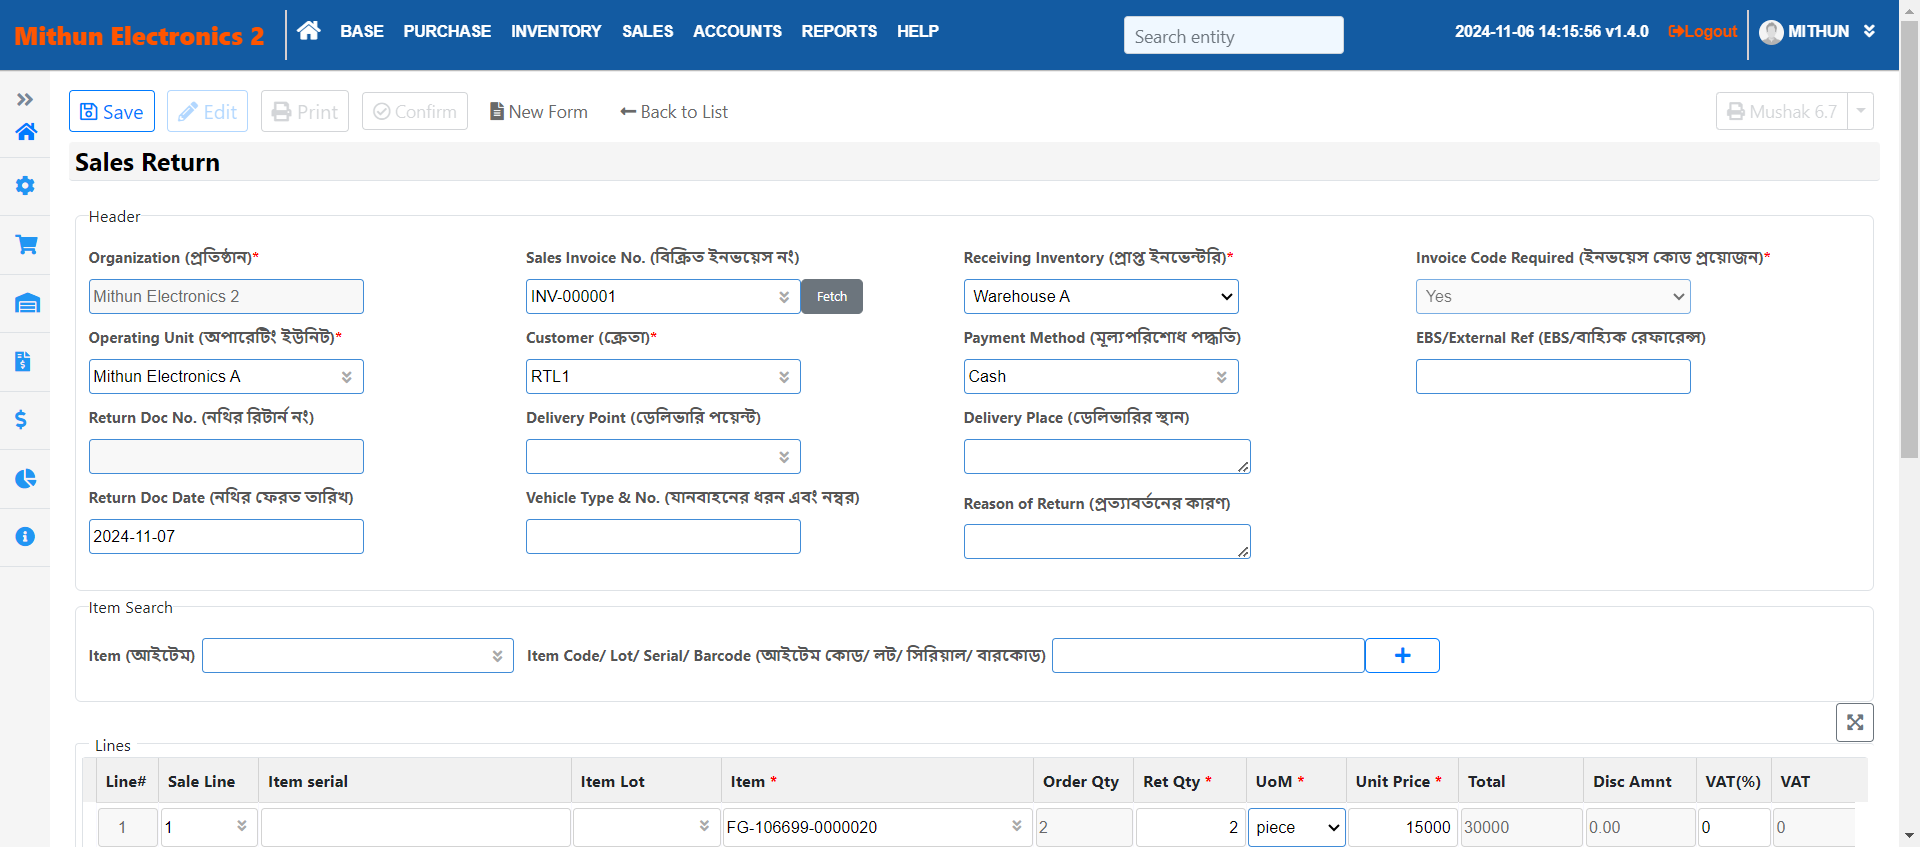 Mithun Electronics 2
BASE PURCHASE INVENTORY SALES ACCOUNTS REPORTS HELP
Search entity
2024-11-06 14:15:56 v1.4.0
Logout
MITHUN
Save Edit Print Confirm New Form Back to List
Mushak 6.7
Sales Return
Header
Organization (প্রতিষ্ঠান)* Sales Invoice No. (বিক্রিত ইনভয়েস নং) Receiving Inventory (প্রাপ্ত ইনভেন্টরি)* Invoice Code Required (ইনভয়েস কোড প্রয়োজন)*
Mithun Electronics 2 INV-000001 Fetch Warehouse A Yes
Operating Unit (অপারেটিং ইউনিট)* Customer (ক্রেতা)* Payment Method (মূল্যপরিশোধ পদ্ধতি) EBS/External Ref (EBS/বাহ্যিক রেফারেন্স)
Mithun Electronics A RTL1 Cash
Return Doc No. (নথির রিটার্ন নং) Delivery Point (ডেলিভারি পয়েন্ট) Delivery Place (ডেলিভারির স্থান)
Return Doc Date (নথির ফেরত তারিখ) Vehicle Type & No. (যানবাহনের ধরন এবং নম্বর) Reason of Return (প্রত্যাবর্তনের কারণ)
2024-11-07
Item Search
Item (আইটেম) Item Code/ Lot/ Serial/ Barcode (আইটেম কোড/ লট/ সিরিয়াল/ বারকোড)
Lines
Line# Sale Line Item serial Item Lot Item * Order Qty Ret Qty * UoM * Unit Price * Total Disc Amnt VAT(%) VAT
1 1 FG-106699-0000020 2 2 piece 15000 30000 0.00 0 0